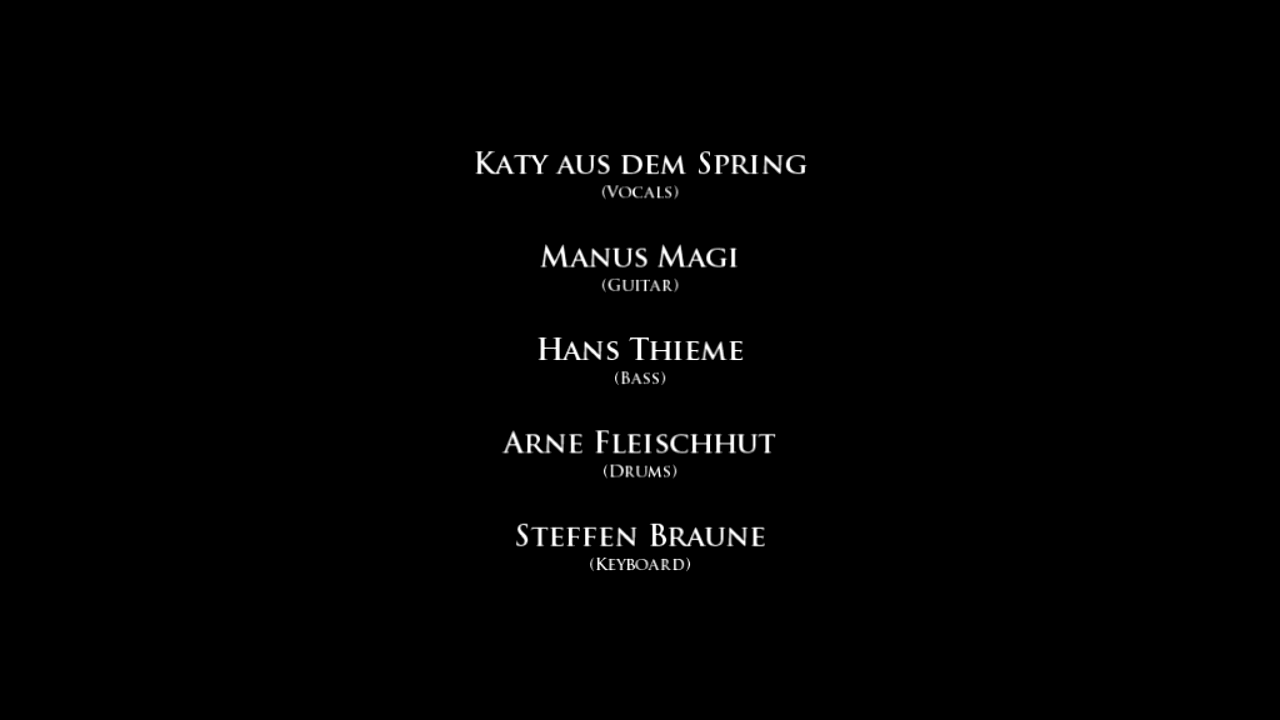 Katy aus dem Spring
(Vocals)
Manus Magi
(Guitar)
Hans Thieme
(Bass)
Arne Fleischhut
(Drums)
Steffen Braune
(Keyboard)